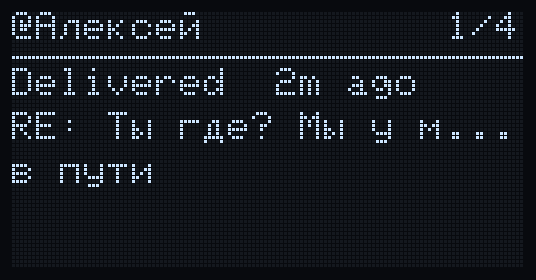 @Алексей 1/4
Delivered 2m ago
RE: Ты где? Мы у м...
в пути